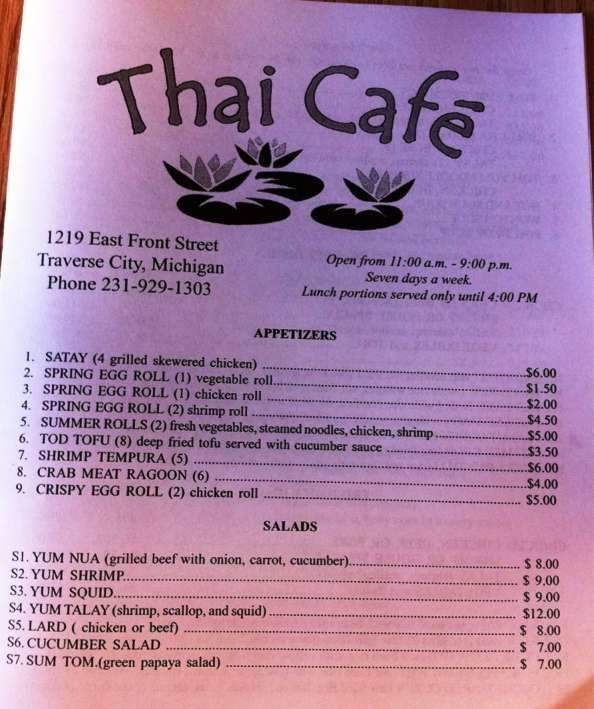 Thai Café
1219 East Front Street
Traverse City, Michigan
Phone 231-929-1303
Open from 11:00 a.m. - 9:00 p.m.
Seven days a week.
Lunch portions served only until 4:00 PM
APPETIZERS
1. SATAY (4 grilled skewered chicken) ........ $6.00
2. SPRING EGG ROLL (1) vegetable roll ........ $1.50
3. SPRING EGG ROLL (1) chicken roll ........ $2.00
4. SPRING EGG ROLL (2) shrimp roll ........ $4.50
5. SUMMER ROLLS (2) fresh vegetables, steamed noodles, chicken, shrimp ........ $5.00
6. TOD TOFU (8) deep fried tofu served with cucumber sauce ........ $3.50
7. SHRIMP TEMPURA (5) ........ $6.00
8. CRAB MEAT RAGOON (6) ........ $4.00
9. CRISPY EGG ROLL (2) chicken roll ........ $5.00
SALADS
S1. YUM NUA (grilled beef with onion, carrot, cucumber) ........ $ 8.00
S2. YUM SHRIMP ........ $ 9.00
S3. YUM SQUID ........ $ 9.00
S4. YUM TALAY (shrimp, scallop, and squid) ........ $12.00
S5. LARD ( chicken or beef) ........ $ 8.00
S6. CUCUMBER SALAD ........ $ 7.00
S7. SUM TOM.(green papaya salad) ........ $ 7.00